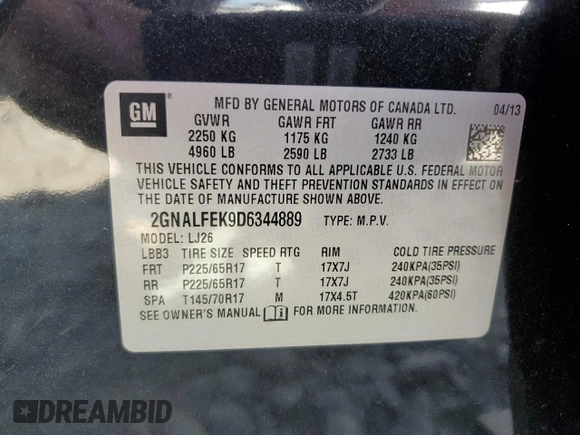 GM
MFD BY GENERAL MOTORS OF CANADA LTD. 04/13
GVWR GAWR FRT GAWR RR
2250 KG 1175 KG 1240 KG
4960 LB 2590 LB 2733 LB
THIS VEHICLE CONFORMS TO ALL APPLICABLE U.S. FEDERAL MOTOR
VEHICLE SAFETY AND THEFT PREVENTION STANDARDS IN EFFECT ON
THE DATE OF MANUFACTURE SHOWN ABOVE.
2GNALFEK9D6344889 TYPE: M.P.V.
MODEL: LJ26
LBB3 TIRE SIZE SPEED RTG RIM COLD TIRE PRESSURE
FRT P225/65R17 T 17X7J 240KPA(35PSI)
RR P225/65R17 T 17X7J 240KPA(35PSI)
SPA T145/70R17 M 17X4.5T 420KPA(60PSI)
SEE OWNER'S MANUAL FOR MORE INFORMATION.
DREAMBID